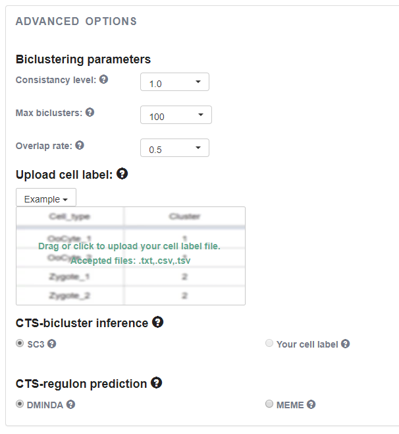 ADVANCED OPTIONS
Biclustering parameters
Consistancy level: ?
1.0
Max biclusters: ?
100
Overlap rate: ?
0.5
Upload cell label: ?
Example
Cell_type Cluster
OoCyte_1 1
Drag or click to upload your cell label file.
Accepted files: .txt,.csv,.tsv
Zygote_1 2
Zygote_2 2
CTS-bicluster inference ?
SC3 ? Your cell label ?
CTS-regulon prediction ?
DMINDA ? MEME ?